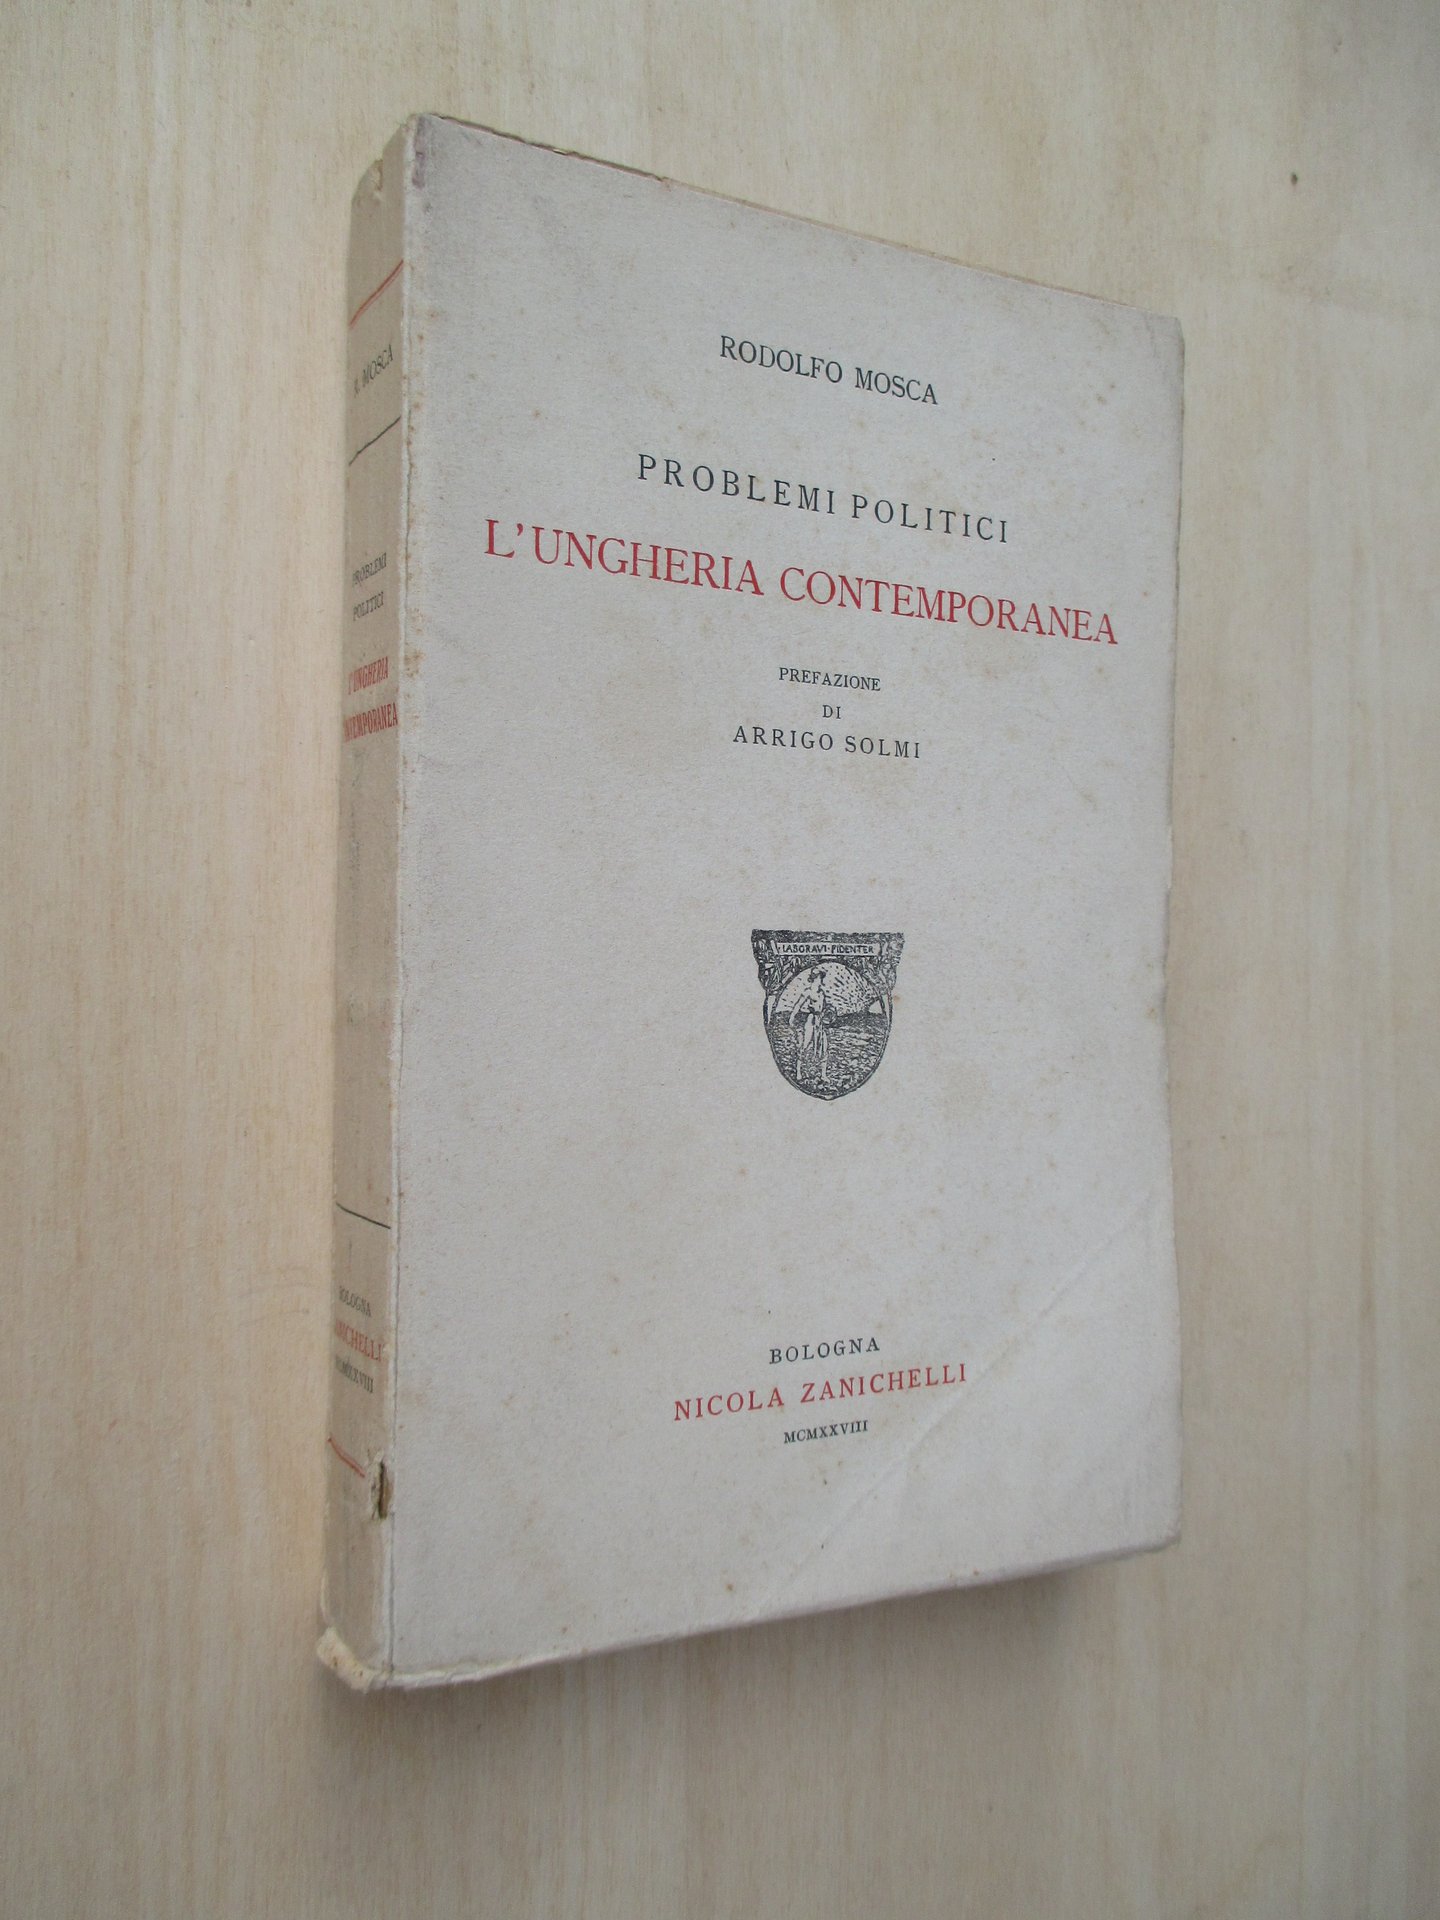 RODOLFO MOSCA
PROBLEMI POLITICI
L'UNGHERIA CONTEMPORANEA
PREFAZIONE
DI
ARRIGO SOLMI
LABORAVI · FIDENTER
BOLOGNA
NICOLA ZANICHELLI
MCMXXVIII
R. MOSCA
PROBLEMI
POLITICI
L'UNGHERIA
CONTEMPORANEA
BOLOGNA
ZANICHELLI
MCMXXVIII